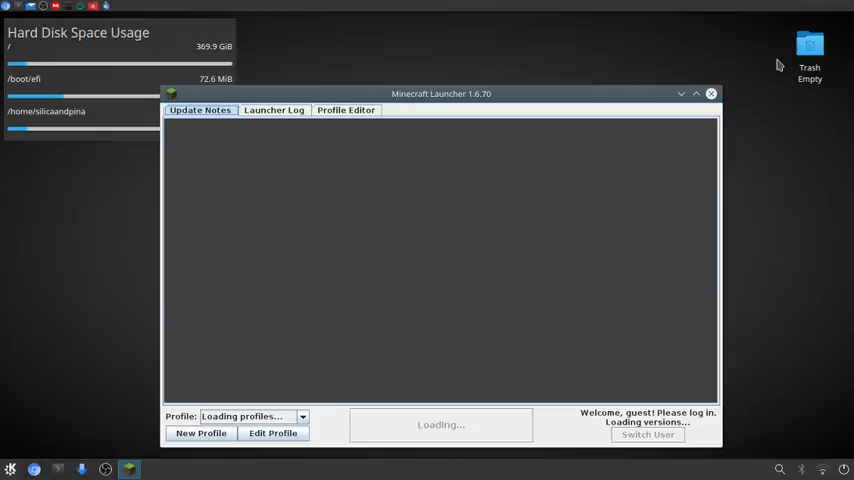 Hard Disk Space Usage
/ 369.9 GiB
/boot/efi 72.6 MiB
/home/silicaandpina
Trash
Empty
Minecraft Launcher 1.6.70
Update Notes Launcher Log Profile Editor
Profile: Loading profiles...
New Profile Edit Profile
Loading...
Welcome, guest! Please log in.
Loading versions...
Switch User